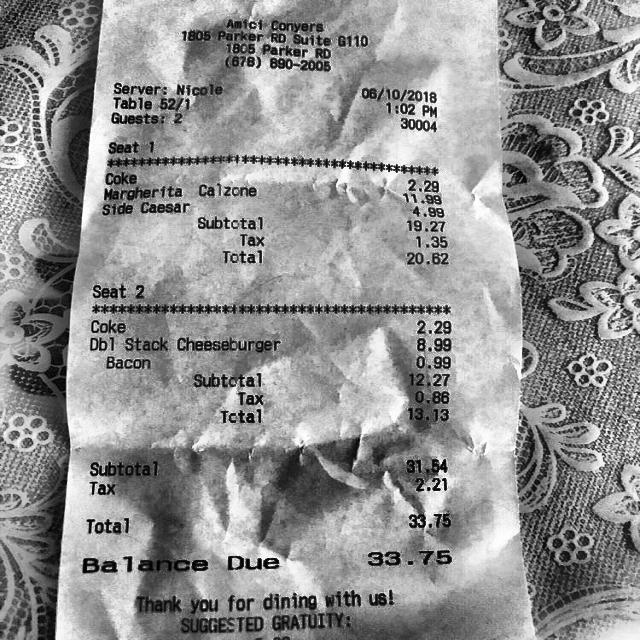 Amici Conyers
1805 Parker RD Suite G110
1805 Parker RD
(678) 890-2005
Server: Nicole 06/10/2018
Table 52/1 1:02 PM
Guests: 2 30004
Seat 1
****************************************
Coke 2.29
Margherita Calzone 11.99
Side Caesar 4.99
Subtotal 19.27
Tax 1.35
Total 20.62
Seat 2
****************************************
Coke 2.29
Dbl Stack Cheeseburger 8.99
Bacon 0.99
Subtotal 12.27
Tax 0.86
Total 13.13
Subtotal 31.54
Tax 2.21
Total 33.75
Balance Due 33.75
Thank you for dining with us!
SUGGESTED GRATUITY: